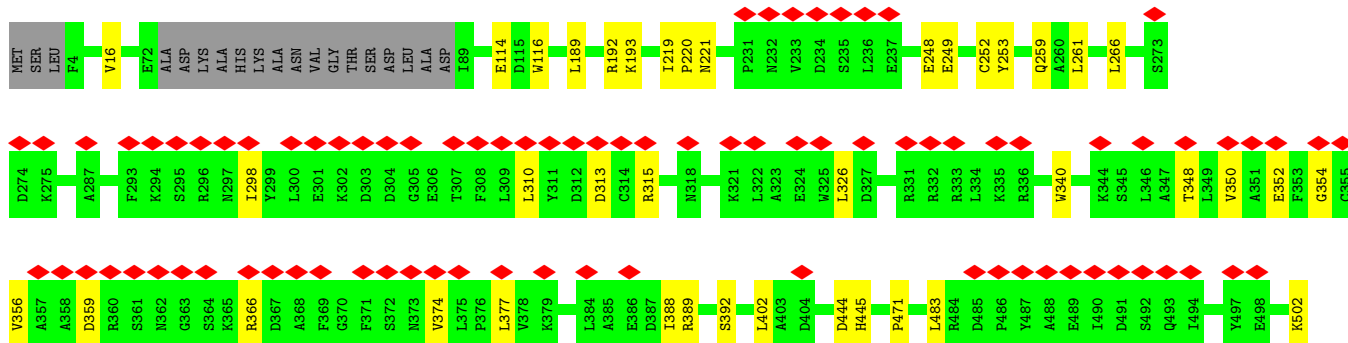 MET SER LEU F4 V16 E72 ALA ASP LYS ALA HIS LYS ALA ASN VAL GLY THR SER ASP LEU ALA ASP I89 E114 D115 W116 L189 R192 K193 I219 P220 N221 P231 N232 V233 D234 S235 L236 E237 E248 E249 C252 Y253 Q259 A260 L261 L266 S273
D274 K275 A287 F293 K294 S295 R296 N297 I298 Y299 L300 E301 K302 D303 D304 G305 E306 T307 F308 L309 L310 Y311 D312 D313 C314 R315 N318 K321 L322 A323 E324 W325 L326 D327 R331 R332 R333 L334 K335 R336 W340 K344 S345 L346 A347 T348 L349 V350 A351 E352 F353 G354 C355
V356 A357 A358 D359 R360 S361 N362 G363 S364 K365 R366 D367 A368 F369 G370 F371 S372 N373 V374 L375 P376 L377 V378 K379 L384 A385 E386 D387 I388 R389 S392 L402 A403 D404 D444 H445 P471 L483 R484 D485 P486 Y487 A488 E489 I490 D491 S492 Q493 I494 Y497 E498 K502